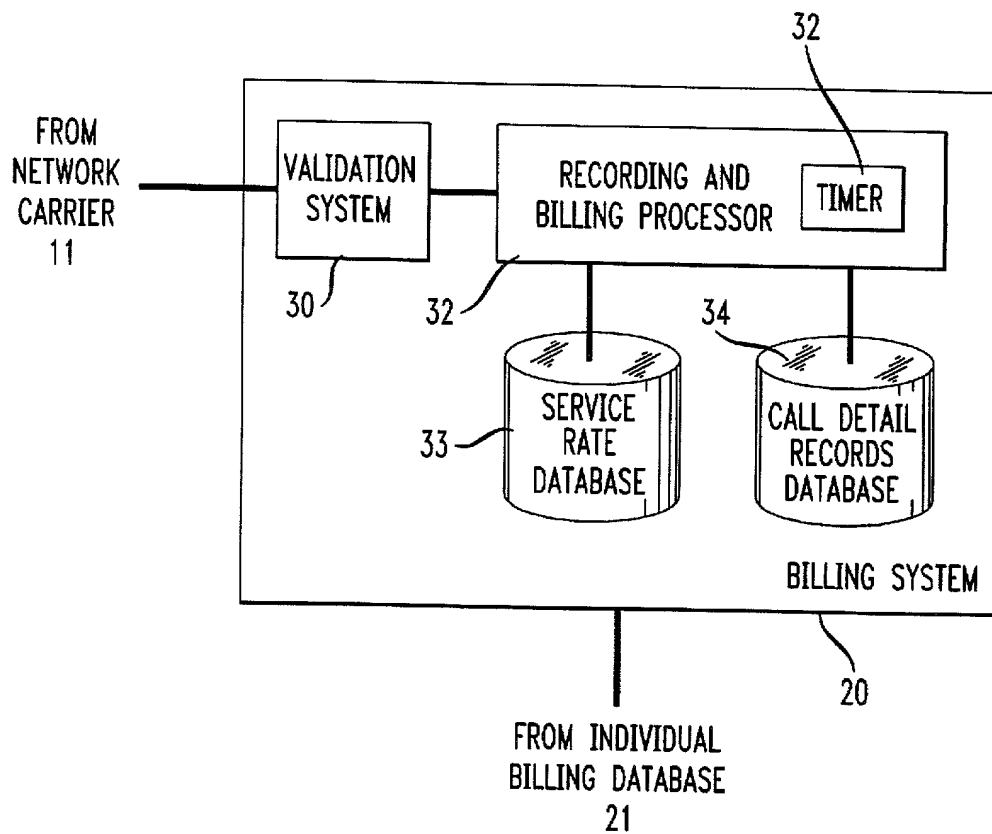 32
FROM
NETWORK
CARRIER
11
VALIDATION
SYSTEM
RECORDING AND
BILLING PROCESSOR
TIMER
30
32
34
33
SERVICE
RATE
DATABASE
CALL DETAIL
RECORDS
DATABASE
BILLING SYSTEM
20
FROM INDIVIDUAL
BILLING DATABASE
21